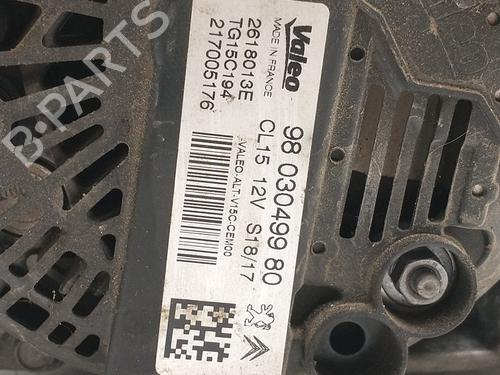 Valeo
MADE IN FRANCE
2618013E
TG15C194
217005176
98 030499 80
CL15 12V S18/17
-VALEO:ALT-V15C-CEM00
B-PARTS